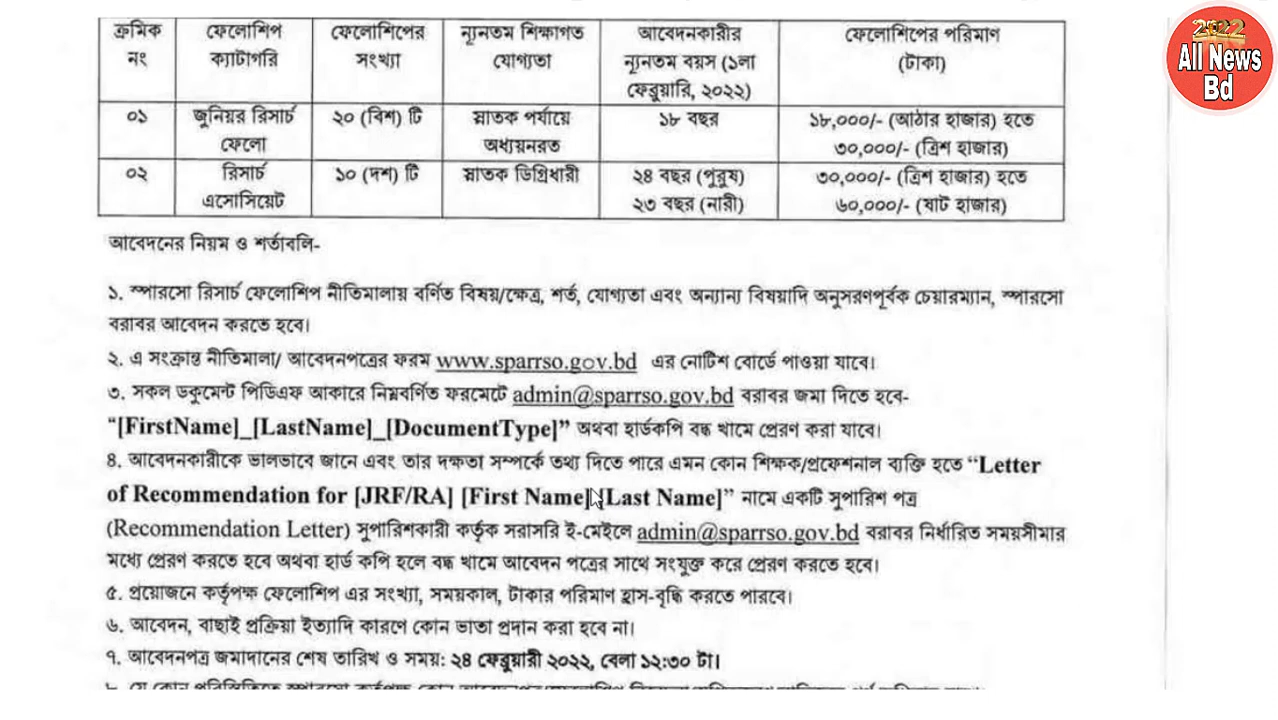 ক্রমিক নং ফেলোশিপ ক্যাটাগরি ফেলোশিপের সংখ্যা ন্যূনতম শিক্ষাগত যোগ্যতা আবেদনকারীর ন্যূনতম বয়স (১লা ফেব্রুয়ারি, ২০২২) ফেলোশিপের পরিমাণ (টাকা)
০১ জুনিয়র রিসার্চ ফেলো ২০ (বিশ) টি স্নাতক পর্যায়ে অধ্যয়নরত ১৮ বছর ১৮,০০০/- (আঠার হাজার) হতে ৩০,০০০/- (ত্রিশ হাজার)
০২ রিসার্চ এসোসিয়েট ১০ (দশ) টি স্নাতক ডিগ্রিধারী ২৪ বছর (পুরুষ) ২৩ বছর (নারী) ৩০,০০০/- (ত্রিশ হাজার) হতে ৬০,০০০/- (ষাট হাজার)
আবেদনের নিয়ম ও শর্তাবলি-
১. স্পারসো রিসার্চ ফেলোশিপ নীতিমালায় বর্ণিত বিষয়/ক্ষেত্র, শর্ত, যোগ্যতা এবং অন্যান্য বিষয়াদি অনুসরণপূর্বক চেয়ারম্যান, স্পারসো
বরাবর আবেদন করতে হবে।
২. এ সংক্রান্ত নীতিমালা/ আবেদনপত্রের ফরম www.sparrso.gov.bd এর নোটিশ বোর্ডে পাওয়া যাবে।
৩. সকল ডকুমেন্ট পিডিএফ আকারে নিম্নবর্ণিত ফরমেটে admin@sparrso.gov.bd বরাবর জমা দিতে হবে-
“[FirstName]_[LastName]_[DocumentType]” অথবা হার্ডকপি বদ্ধ খামে প্রেরণ করা যাবে।
৪. আবেদনকারীকে ভালভাবে জানে এবং তার দক্ষতা সম্পর্কে তথ্য দিতে পারে এমন কোন শিক্ষক/প্রফেশনাল ব্যক্তি হতে “Letter
of Recommendation for [JRF/RA] [First Name] [Last Name]” নামে একটি সুপারিশ পত্র
(Recommendation Letter) সুপারিশকারী কর্তৃক সরাসরি ই-মেইলে admin@sparrso.gov.bd বরাবর নির্ধারিত সময়সীমার
মধ্যে প্রেরণ করতে হবে অথবা হার্ড কপি হলে বদ্ধ খামে আবেদন পত্রের সাথে সংযুক্ত করে প্রেরণ করতে হবে।
৫. প্রয়োজনে কর্তৃপক্ষ ফেলোশিপ এর সংখ্যা, সময়কাল, টাকার পরিমাণ হ্রাস-বৃদ্ধি করতে পারবে।
৬. আবেদন, বাছাই প্রক্রিয়া ইত্যাদি কারণে কোন ভাতা প্রদান করা হবে না।
৭. আবেদনপত্র জমাদানের শেষ তারিখ ও সময়: ২৪ ফেব্রুয়ারী ২০২২, বেলা ১২:৩০ টা।
2022
All News
Bd